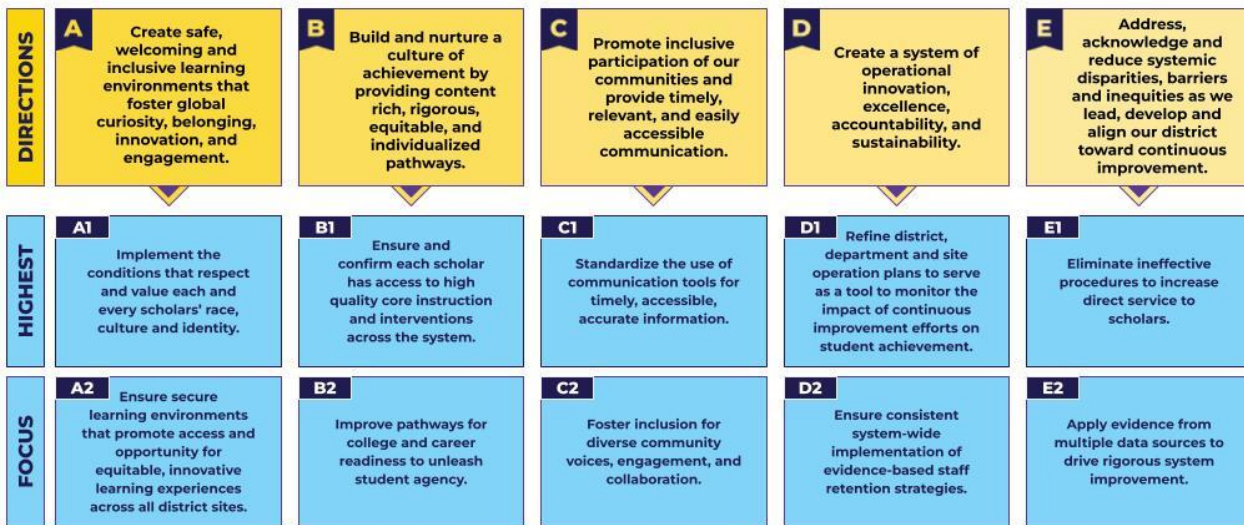 DIRECTIONS
A
Create safe,
welcoming and
inclusive learning
environments that
foster global
curiosity, belonging,
innovation, and
engagement.
B
Build and nurture a
culture of
achievement by
providing content
rich, rigorous,
equitable, and
individualized
pathways.
C
Promote inclusive
participation of our
communities and
provide timely,
relevant, and easily
accessible
communication.
D
Create a system of
operational
innovation,
excellence,
accountability, and
sustainability.
E
Address,
acknowledge and
reduce systemic
disparities, barriers
and inequities as we
lead, develop and
align our district
toward continuous
improvement.
HIGHEST
A1
Implement the
conditions that respect
and value each and
every scholars' race,
culture and identity.
B1
Ensure and
confirm each scholar
has access to high
quality core instruction
and interventions
across the system.
C1
Standardize the use of
communication tools for
timely, accessible,
accurate information.
D1
Refine district,
department and site
operation plans to serve
as a tool to monitor the
impact of continuous
improvement efforts on
student achievement.
E1
Eliminate ineffective
procedures to increase
direct service to
scholars.
FOCUS
A2
Ensure secure
learning environments
that promote access and
opportunity for
equitable, innovative
learning experiences
across all district sites.
B2
Improve pathways for
college and career
readiness to unleash
student agency.
C2
Foster inclusion for
diverse community
voices, engagement, and
collaboration.
D2
Ensure consistent
system-wide
implementation of
evidence-based staff
retention strategies.
E2
Apply evidence from
multiple data sources to
drive rigorous system
improvement.